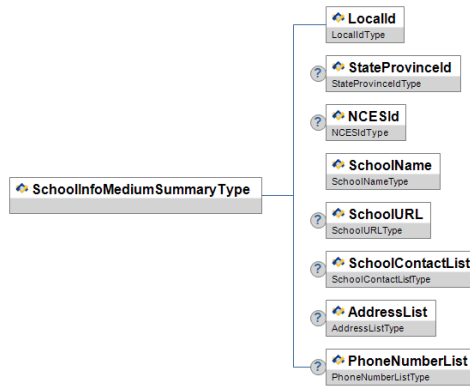 LocalId
LocalIdType
?
StateProvinceId
StateProvinceIdType
?
NCESId
NCESIdType
SchoolInfoMediumSummaryType
SchoolName
SchoolNameType
?
SchoolURL
SchoolURLType
?
SchoolContactList
SchoolContactListType
?
AddressList
AddressListType
?
PhoneNumberList
PhoneNumberListType